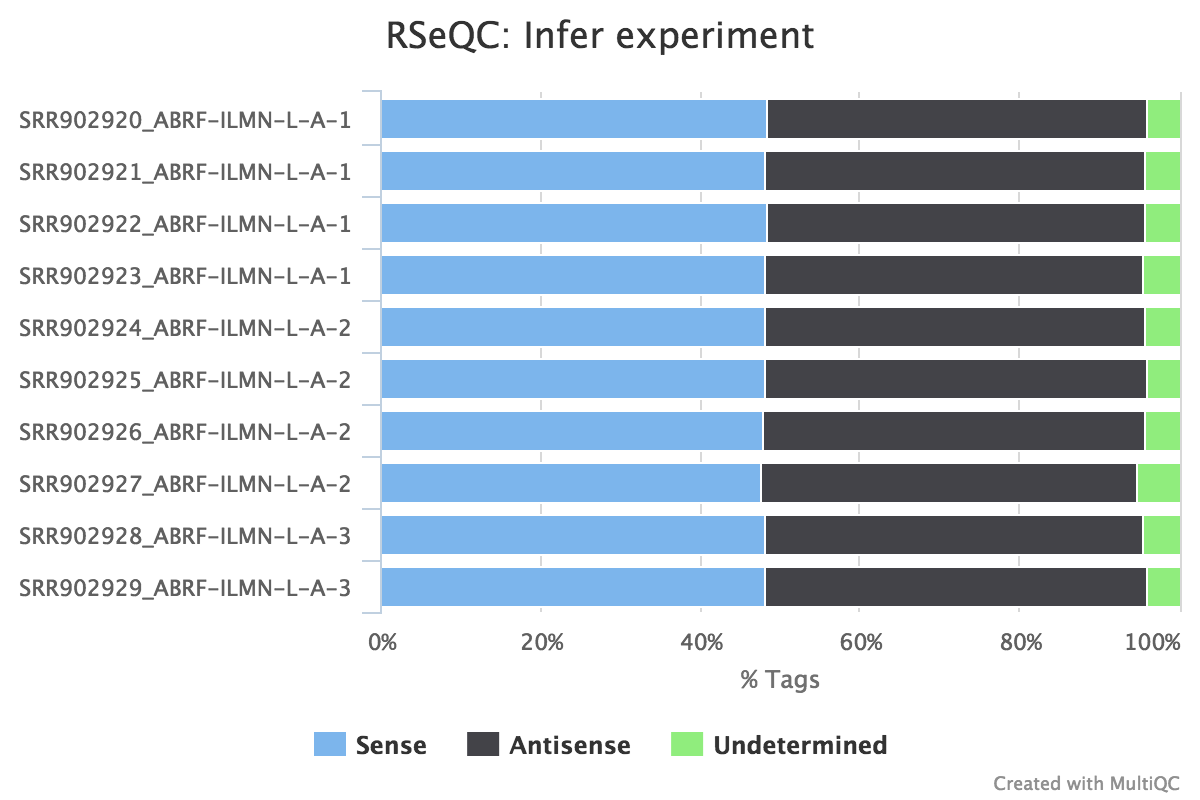 RSeQC: Infer experiment
SRR902920_ABRF-ILMN-L-A-1
SRR902921_ABRF-ILMN-L-A-1
SRR902922_ABRF-ILMN-L-A-1
SRR902923_ABRF-ILMN-L-A-1
SRR902924_ABRF-ILMN-L-A-2
SRR902925_ABRF-ILMN-L-A-2
SRR902926_ABRF-ILMN-L-A-2
SRR902927_ABRF-ILMN-L-A-2
SRR902928_ABRF-ILMN-L-A-3
SRR902929_ABRF-ILMN-L-A-3
0% 20% 40% 60% 80% 100%
% Tags
Sense Antisense Undetermined
Created with MultiQC